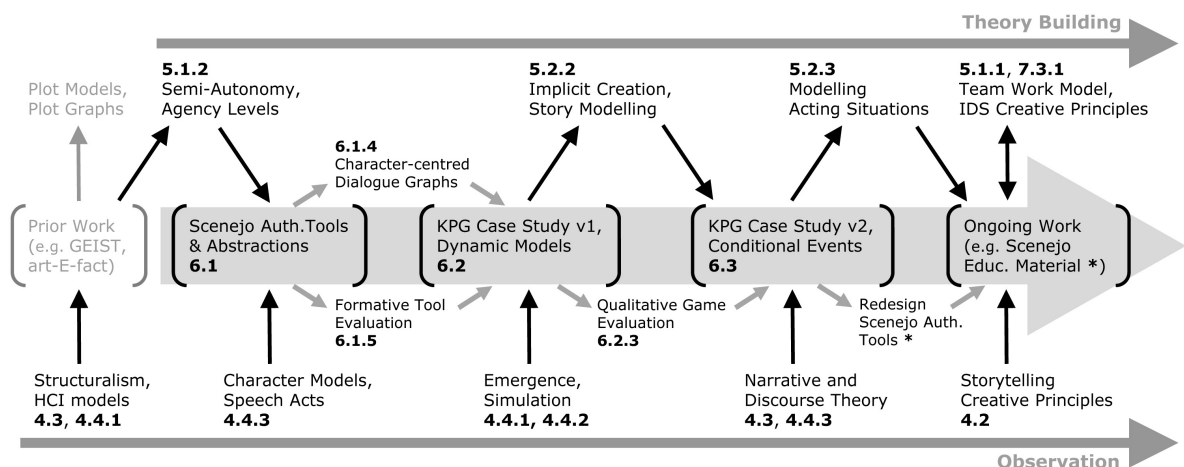 Theory Building
Plot Models,
Plot Graphs
5.1.2
Semi-Autonomy,
Agency Levels
5.2.2
Implicit Creation,
Story Modelling
5.2.3
Modelling
Acting Situations
5.1.1, 7.3.1
Team Work Model,
IDS Creative Principles
6.1.4
Character-centred
Dialogue Graphs
Prior Work
(e.g. GEIST,
art-E-fact)
Scenejo Auth.Tools
& Abstractions
6.1
KPG Case Study v1,
Dynamic Models
6.2
KPG Case Study v2,
Conditional Events
6.3
Ongoing Work
(e.g. Scenejo
Educ. Material *)
Formative Tool
Evaluation
6.1.5
Qualitative Game
Evaluation
6.2.3
Redesign
Scenejo Auth.
Tools *
Structuralism,
HCI models
4.3, 4.4.1
Character Models,
Speech Acts
4.4.3
Emergence,
Simulation
4.4.1, 4.4.2
Narrative and
Discourse Theory
4.3, 4.4.3
Storytelling
Creative Principles
4.2
Observation